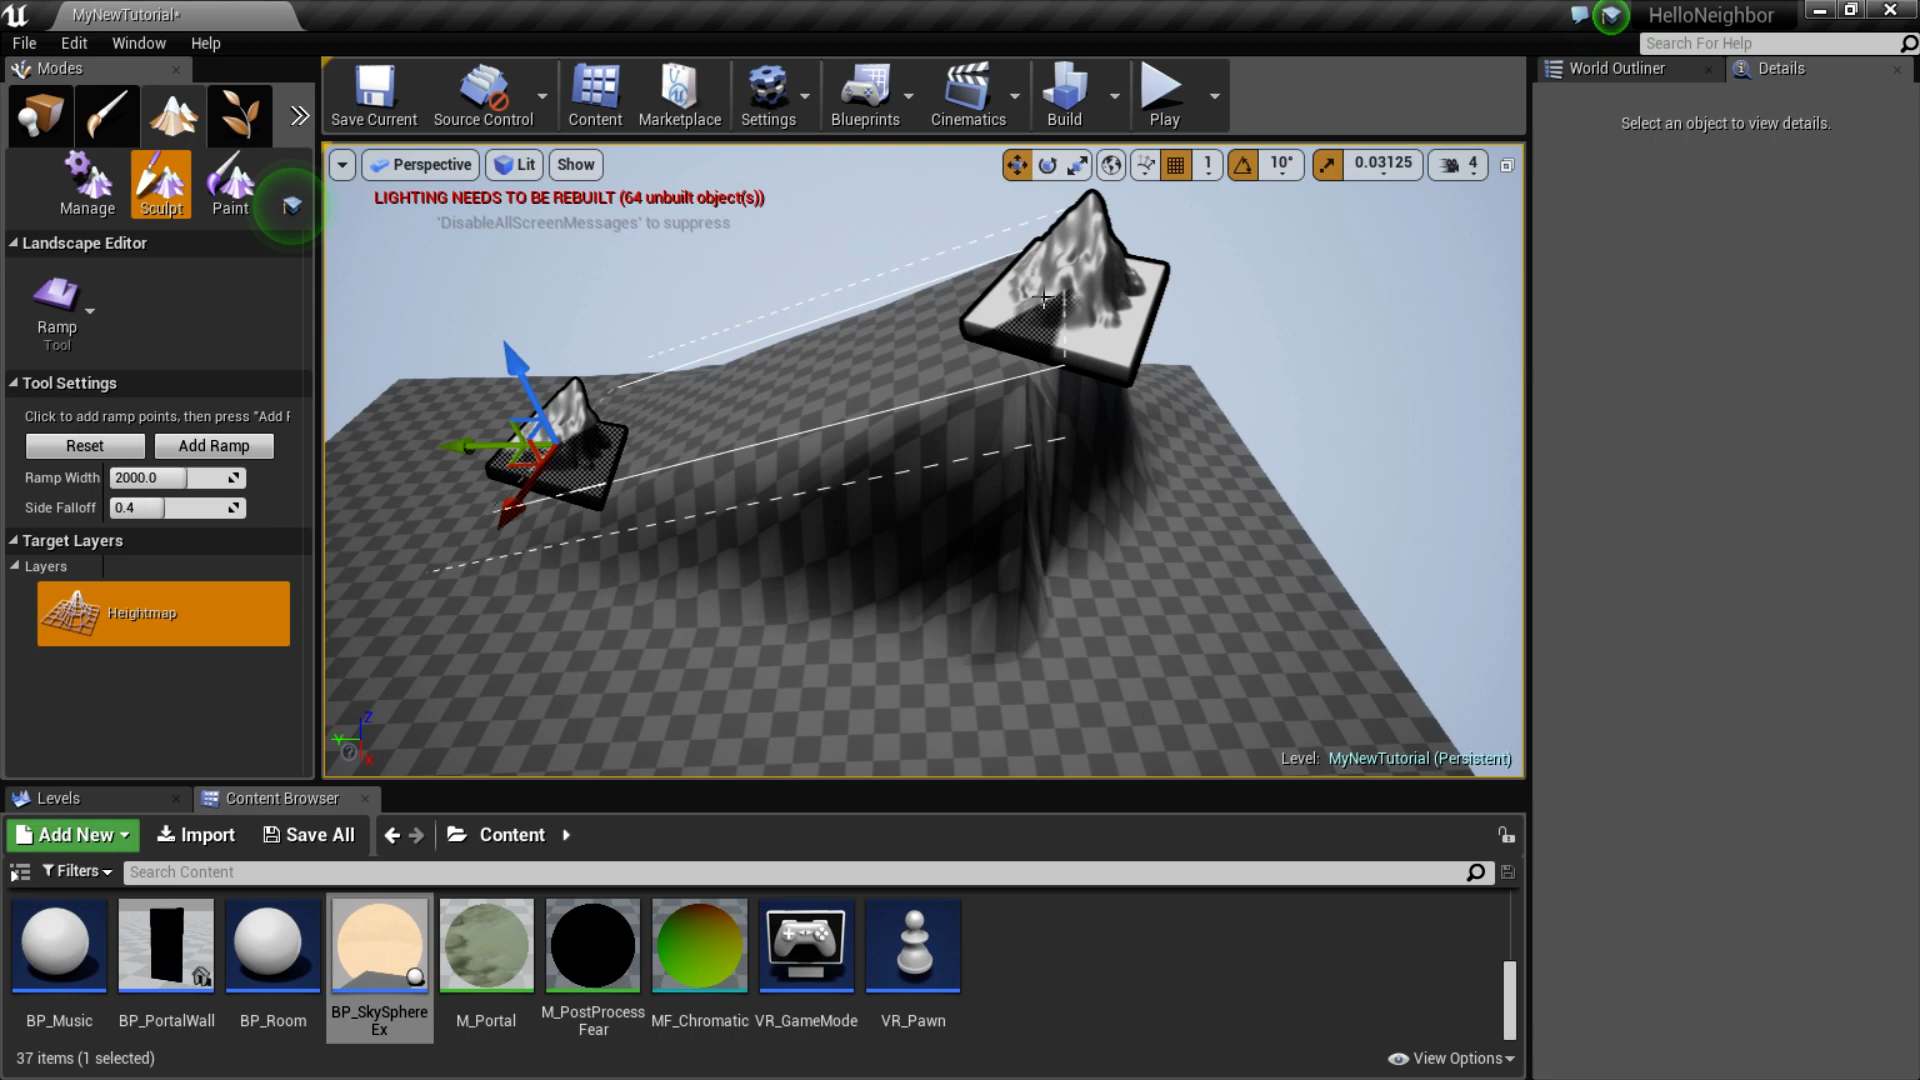 MyNewTutorial*
HelloNeighbor
File Edit Window Help
Search For Help
Modes
World Outliner
Details
Save Current
Source Control
Content
Marketplace
Settings
Blueprints
Cinematics
Build
Play
Select an object to view details.
Perspective
Lit
Show
1
10°
0.03125
4
Manage
Sculpt
Paint
LIGHTING NEEDS TO BE REBUILT (64 unbuilt object(s))
'DisableAllScreenMessages' to suppress
Landscape Editor
Ramp
Tool
Tool Settings
Click to add ramp points, then press "Add F
Reset
Add Ramp
Ramp Width 2000.0
Side Falloff 0.4
Target Layers
Layers
Heightmap
Z
Y
X
Level: MyNewTutorial (Persistent)
Levels
Content Browser
Add New
Import
Save All
Content
Filters
Search Content
BP_Music
BP_PortalWall
BP_Room
BP_SkySphere
Ex
M_Portal
M_PostProcess
Fear
MF_Chromatic
VR_GameMode
VR_Pawn
37 items (1 selected)
View Options